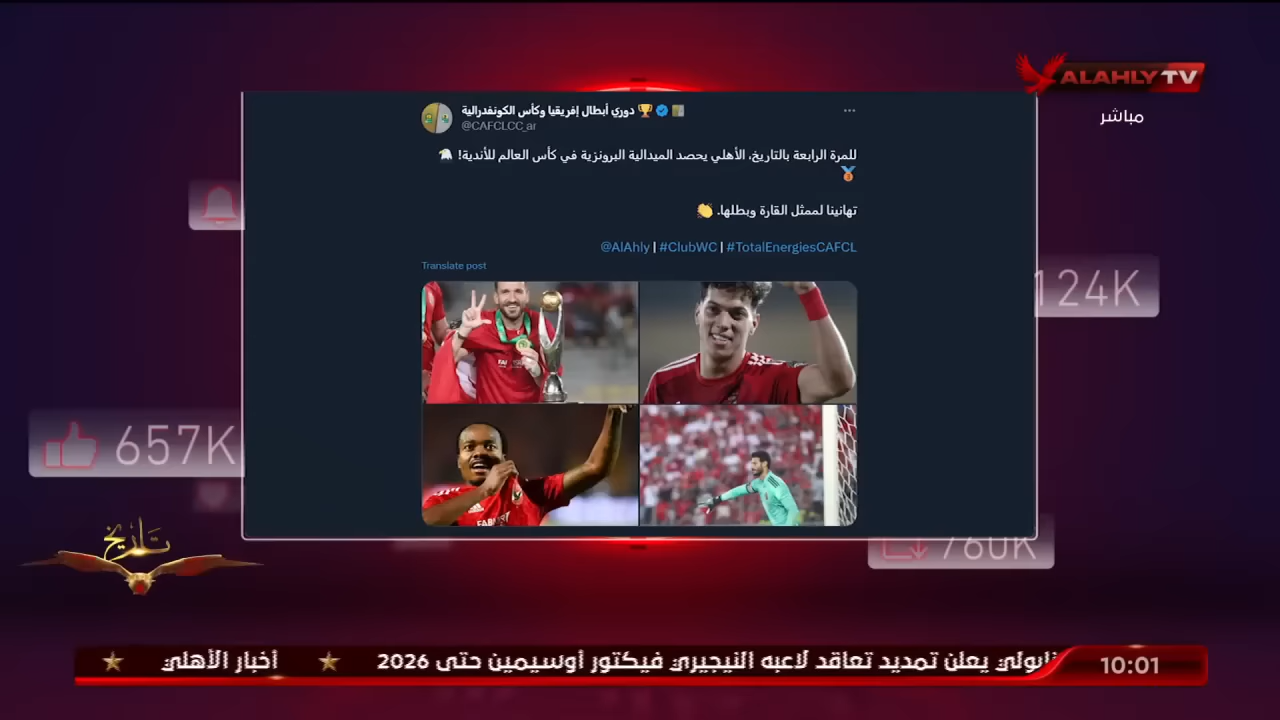 ALAHLY TV
مباشر
دوري أبطال إفريقيا وكأس الكونفدرالية
@CAFCLCC_ar
للمرة الرابعة بالتاريخ، الأهلي يحصد الميدالية البرونزية في كأس العالم للأندية! 🦅
🥉
تهانينا لممثل القارة وبطلها. 👏
@AlAhly | #ClubWC | #TotalEnergiesCAFCL
Translate post
124K
657K
760K
تاريخ
10:01
نابولي يعلن تمديد تعاقد لاعبه النيجيري فيكتور أوسيمين حتى 2026
أخبار الأهلي